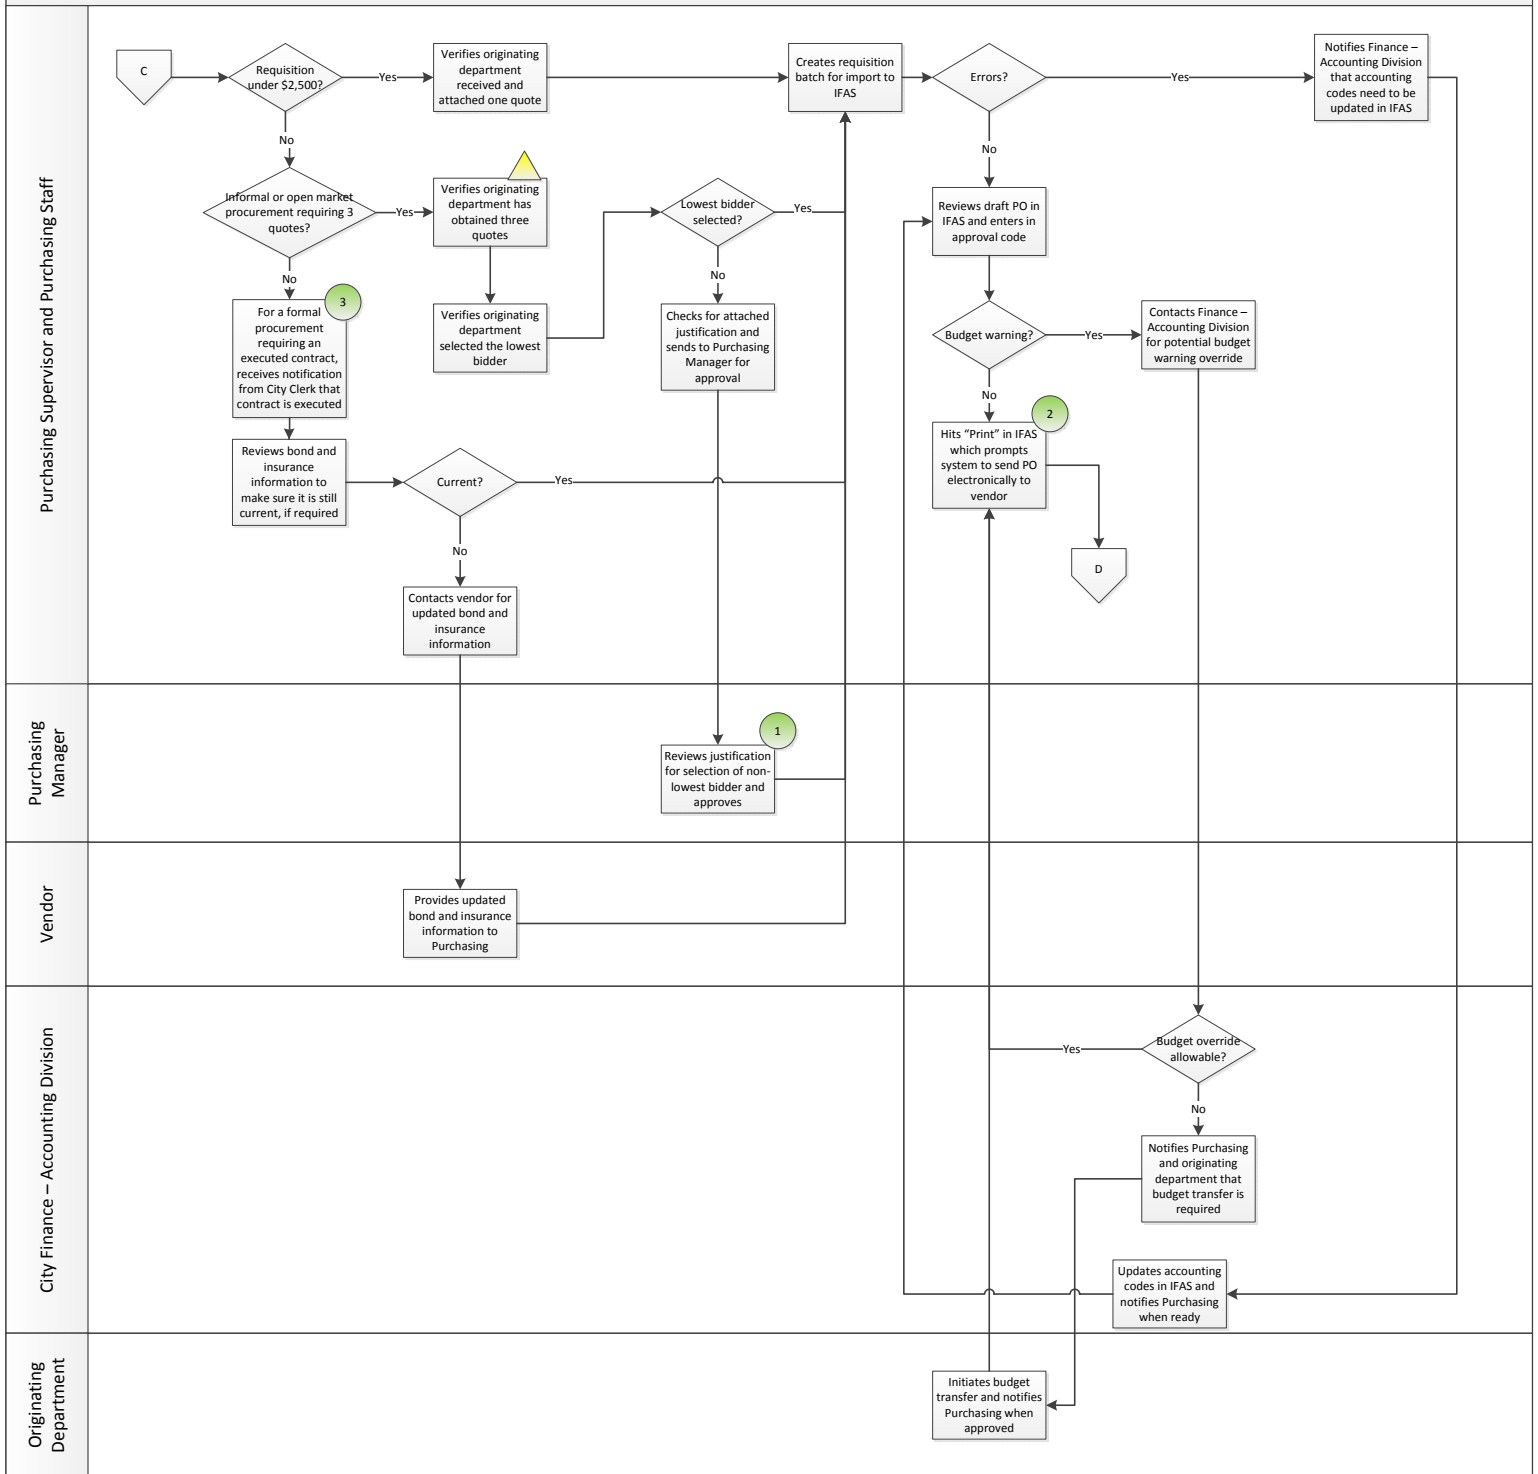 Purchasing Supervisor and Purchasing Staff
C
Requisition
under $2,500?
Yes
Verifies originating
department
received and
attached one quote
Creates requisition
batch for import to
IFAS
Errors?
Yes
Notifies Finance –
Accounting Division
that accounting
codes need to be
updated in IFAS
No
No
Informal or open market
procurement requiring 3
quotes?
Yes
Verifies originating
department has
obtained three
quotes
Lowest bidder
selected?
Yes
Reviews draft PO in
IFAS and enters in
approval code
No
No
3
For a formal
procurement
requiring an
executed contract,
receives notification
from City Clerk that
contract is executed
Verifies originating
department
selected the lowest
bidder
Checks for attached
justification and
sends to Purchasing
Manager for
approval
Budget warning?
Yes
Contacts Finance –
Accounting Division
for potential budget
warning override
No
2
Hits “Print” in IFAS
which prompts
system to send PO
electronically to
vendor
Reviews bond and
insurance
information to
make sure it is still
current, if required
Current?
Yes
No
D
Contacts vendor for
updated bond and
insurance
information
Purchasing
Manager
1
Reviews justification
for selection of non-
lowest bidder and
approves
Vendor
Provides updated
bond and insurance
information to
Purchasing
City Finance – Accounting Division
Budget override
allowable?
Yes
No
Notifies Purchasing
and originating
department that
budget transfer is
required
Updates accounting
codes in IFAS and
notifies Purchasing
when ready
Originating
Department
Initiates budget
transfer and notifies
Purchasing when
approved